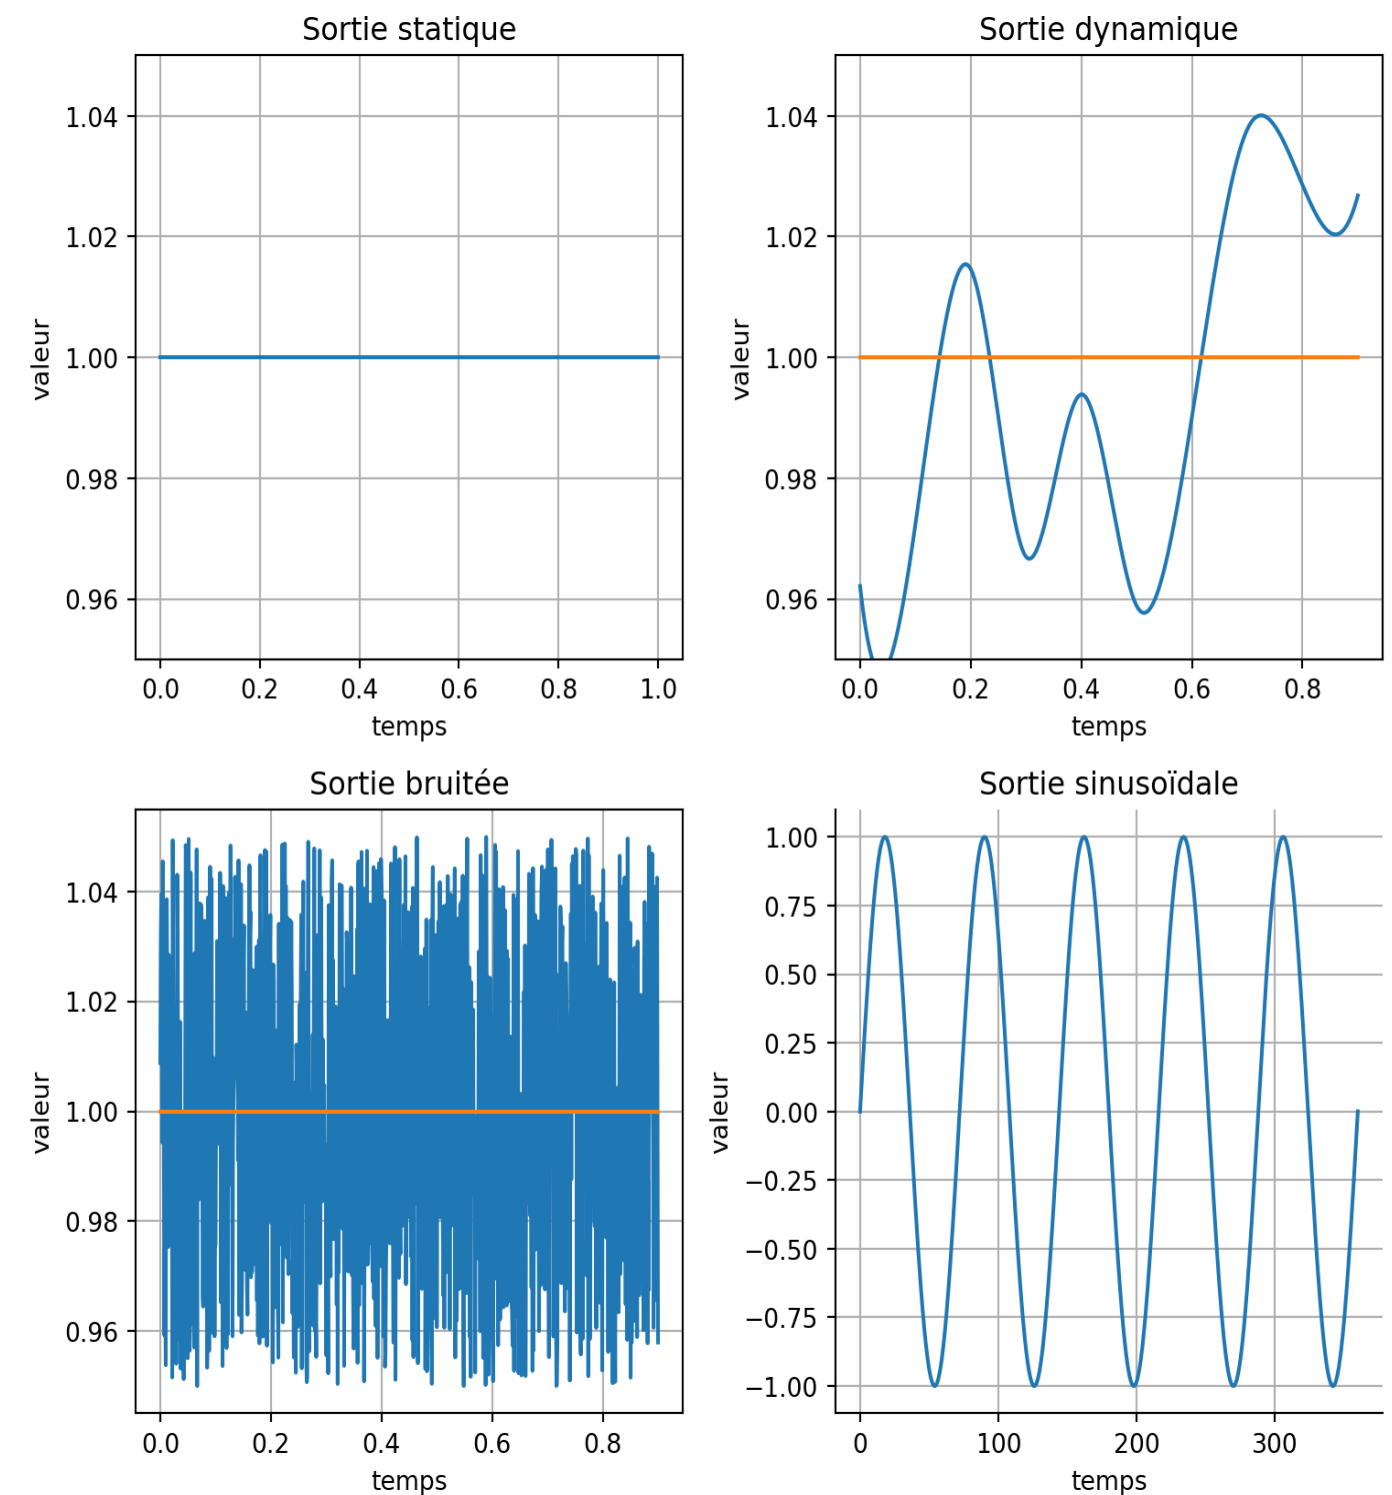 Sortie statique
1.04
1.02
1.00
0.98
0.96
valeur
0.0 0.2 0.4 0.6 0.8 1.0
temps
Sortie dynamique
1.04
1.02
1.00
0.98
0.96
valeur
0.0 0.2 0.4 0.6 0.8
temps
Sortie bruitée
1.04
1.02
1.00
0.98
0.96
valeur
0.0 0.2 0.4 0.6 0.8
temps
Sortie sinusoïdale
1.00
0.75
0.50
0.25
0.00
−0.25
−0.50
−0.75
−1.00
valeur
0 100 200 300
temps